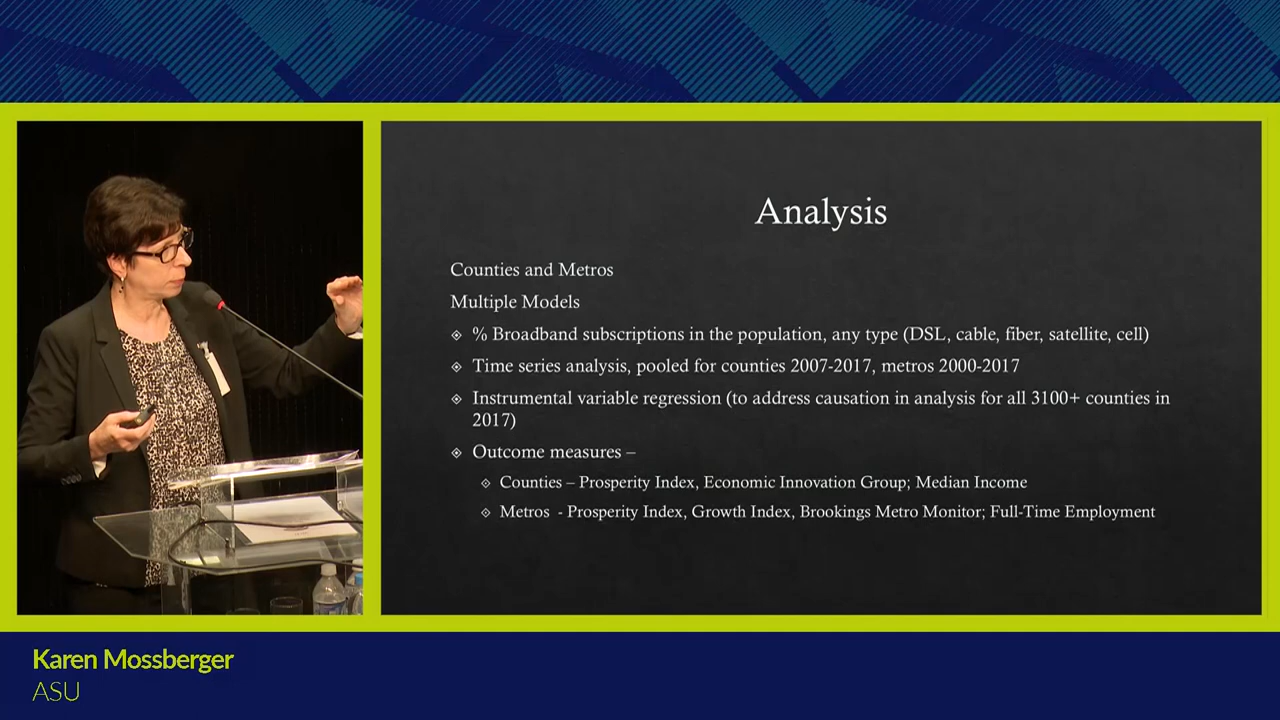 Analysis
Counties and Metros
Multiple Models
% Broadband subscriptions in the population, any type (DSL, cable, fiber, satellite, cell)
Time series analysis, pooled for counties 2007-2017, metros 2000-2017
Instrumental variable regression (to address causation in analysis for all 3100+ counties in
2017)
Outcome measures –
Counties – Prosperity Index, Economic Innovation Group; Median Income
Metros - Prosperity Index, Growth Index, Brookings Metro Monitor; Full-Time Employment
Karen Mossberger
ASU